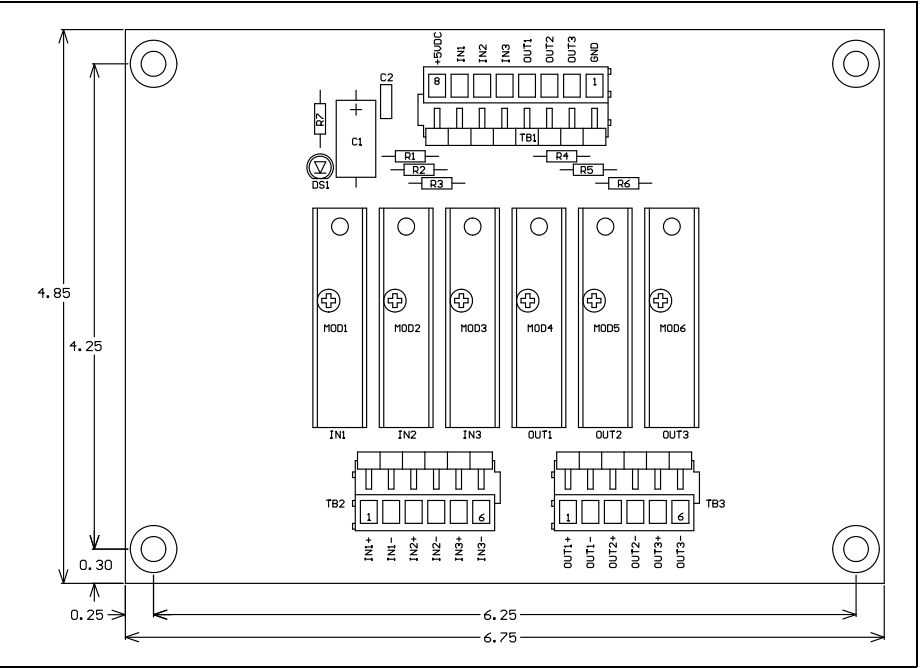 +5VDC IN1 IN2 IN3 OUT1 OUT2 OUT3 GND
8 1
TB1
C2
R7
C1
DS1
R1
R2
R3
R4
R5
R6
4.85
4.25
MOD1 MOD2 MOD3 MOD4 MOD5 MOD6
IN1 IN2 IN3 OUT1 OUT2 OUT3
TB2
1 6
1 6
TB3
IN1+ IN1- IN2+ IN2- IN3+ IN3-
OUT1+ OUT1- OUT2+ OUT2- OUT3+ OUT3-
0.30
0.25
6.25
6.75